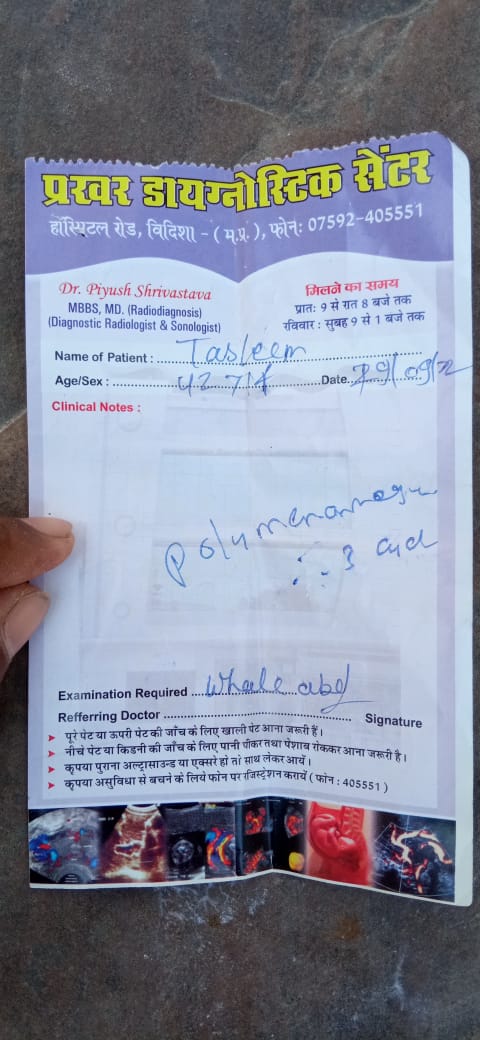 प्रखर डायग्नोस्टिक सेंटर
हॉस्पिटल रोड, विदिशा - ( म.प्र. ), फोन: 07592-405551
Dr. Piyush Shrivastava
MBBS, MD. (Radiodiagnosis)
(Diagnostic Radiologist & Sonologist)
मिलने का समय
प्रातः 9 से रात 8 बजे तक
रविवार : सुबह 9 से 1 बजे तक
Name of Patient : Tasleem
Age/Sex : 42 Date
Clinical Notes :
3
Examination Required Whole abd
Refferring Doctor Signature
पूरे पेट या ऊपरी पेट की जाँच के लिए खाली पेट आना जरूरी हैं।
नीचे पेट या किडनी की जाँच के लिए पानी पीकर तथा पेशाब रोककर आना जरूरी है।
कृपया पुराना अल्ट्रासाउन्ड या एक्सरे हो तो साथ लेकर आयें।
कृपया असुविधा से बचने के लिये फोन पर रजिस्ट्रेशन करायें ( फोन : 405551 )